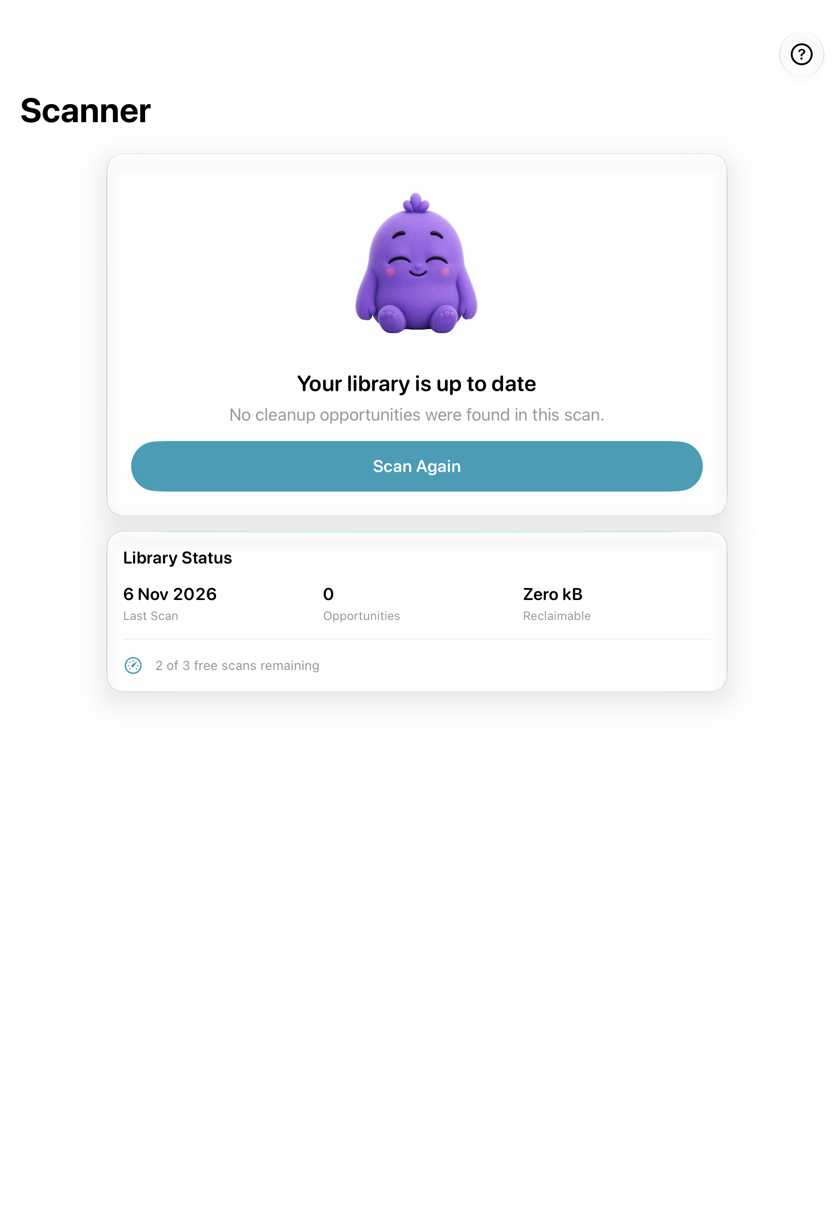 ?
Scanner
Your library is up to date
No cleanup opportunities were found in this scan.
Scan Again
Library Status
6 Nov 2026
0
Zero kB
Last Scan
Opportunities
Reclaimable
2 of 3 free scans remaining